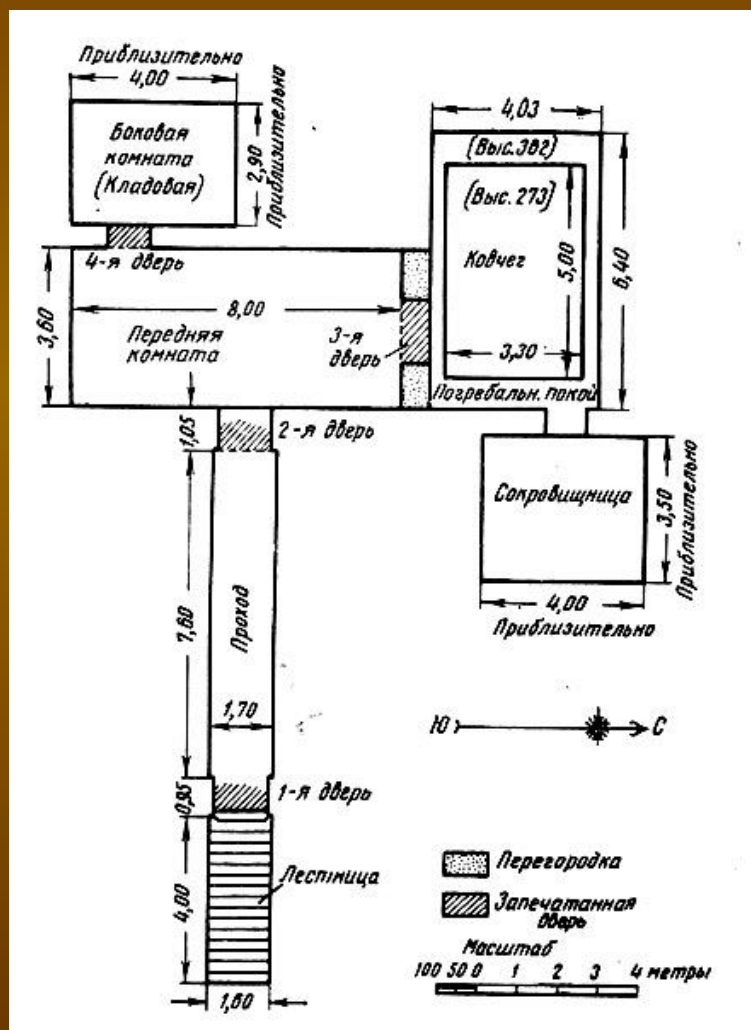 Приблизительно
4,00
Боковая
комната
(Кладовая)
2,90
Приблизительно
4,03
(Выс. 3в2)
(Выс. 273)
Ковчег
5,00
6,40
3,30
Погребальн. покой
4-я дверь
3,60
8,00
Передняя
комната
3-я
дверь
1,05
2-я дверь
Сокровищница
3,50
Приблизительно
4,00
Приблизительно
7,60
Проход
1,70
Ю
С
0,95
1-я дверь
4,00
Лестница
1,60
Перегородка
Запечатанная
дверь
Масштаб
100 50 0 1 2 3 4 метры